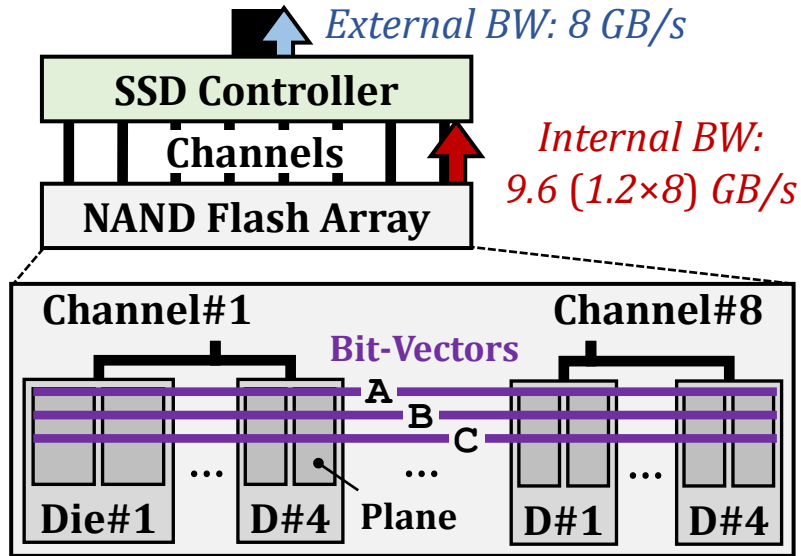 External BW: 8 GB/s
SSD Controller
Channels
Internal BW:
9.6 (1.2×8) GB/s
NAND Flash Array
Channel#1
Channel#8
Bit-Vectors
A
B
C
...
...
...
Die#1
D#4
Plane
D#1
D#4